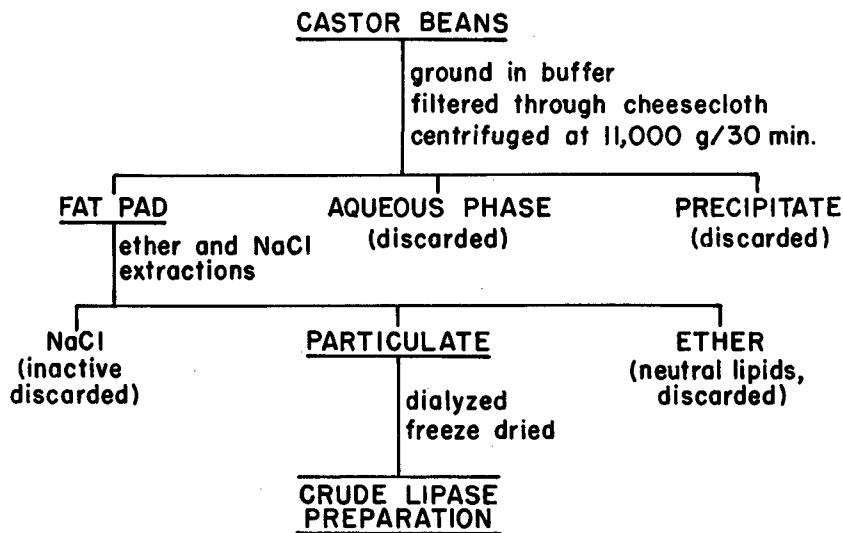 CASTOR BEANS
ground in buffer
filtered through cheesecloth
centrifuged at 11,000 g/30 min.
FAT PAD
AQUEOUS PHASE
(discarded)
PRECIPITATE
(discarded)
ether and NaCl
extractions
NaCl
(inactive
discarded)
PARTICULATE
ETHER
(neutral lipids,
discarded)
dialyzed
freeze dried
CRUDE LIPASE
PREPARATION